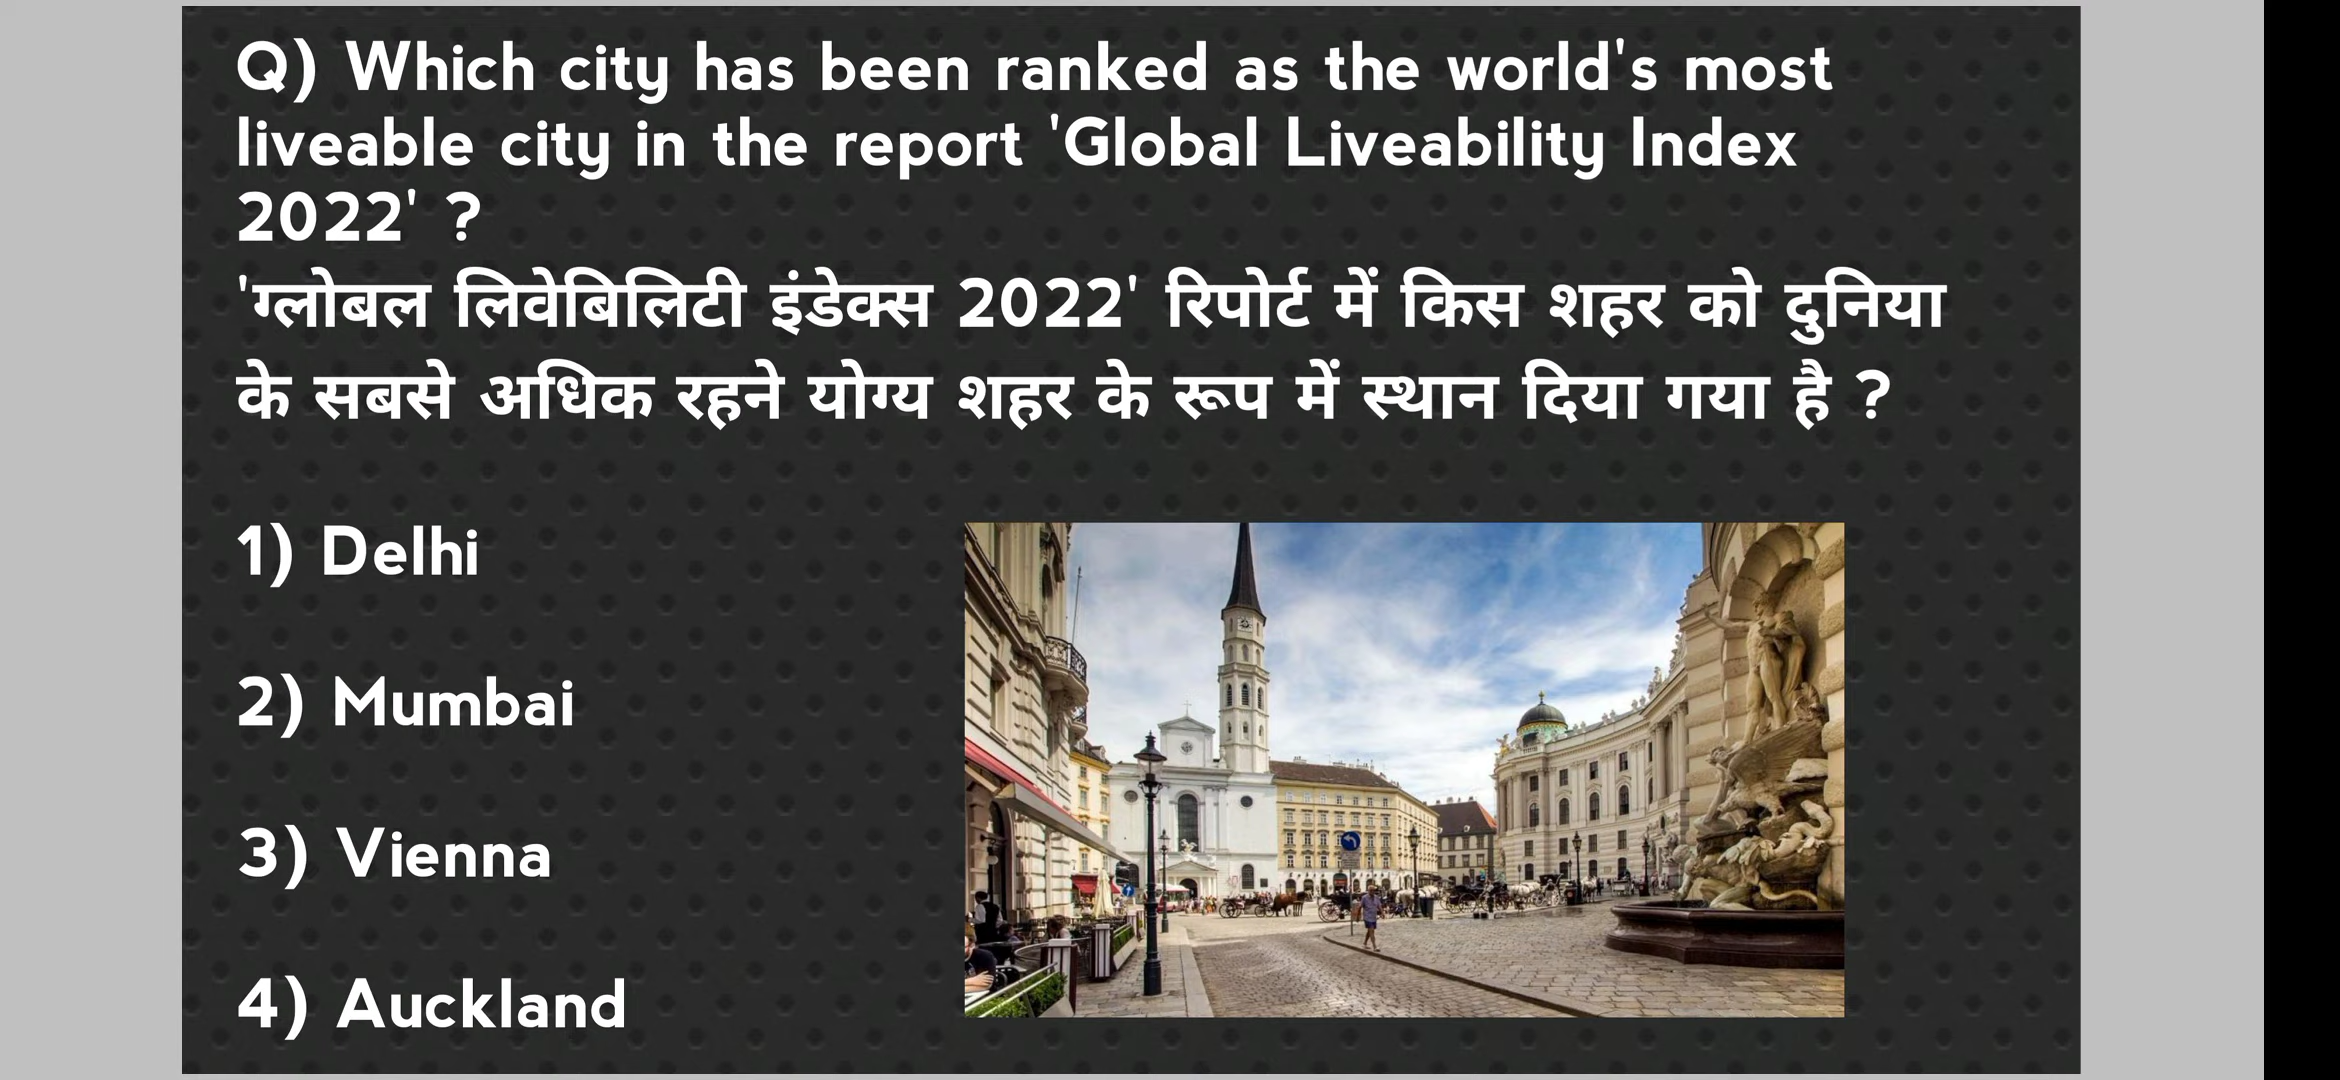 Q) Which city has been ranked as the world's most
liveable city in the report 'Global Liveability Index
2022' ?
'ग्लोबल लिवेबिलिटी इंडेक्स 2022' रिपोर्ट में किस शहर को दुनिया
के सबसे अधिक रहने योग्य शहर के रूप में स्थान दिया गया है ?
1) Delhi
2) Mumbai
3) Vienna
4) Auckland